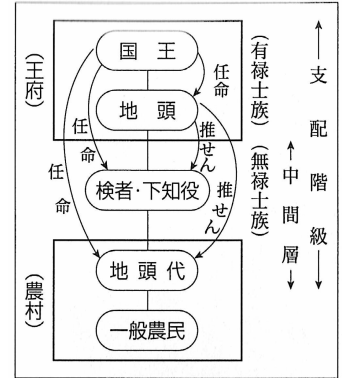 支配階級
中間層
(有禄士族)
(無禄士族)
(王府)
(農村)
国王
任命
地頭
任命
推せん
任命
推せん
検者・下知役
地頭代
一般農民